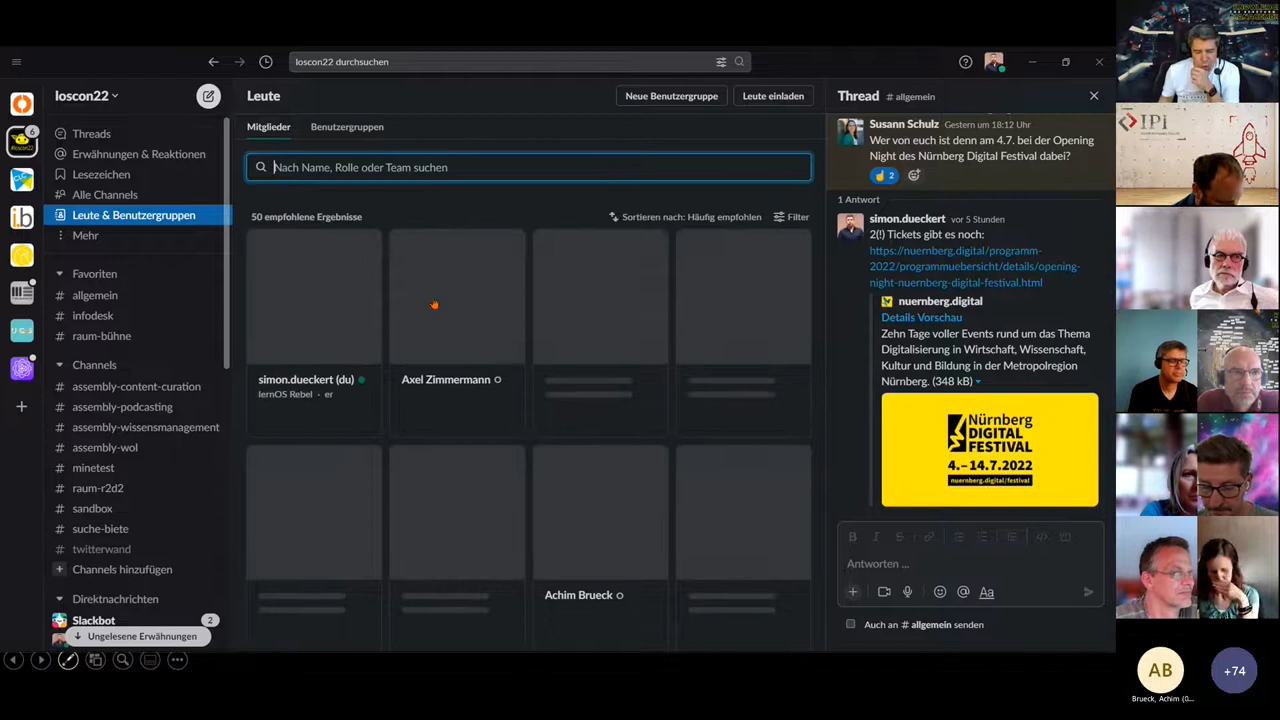 loscon22 durchsuchen
loscon22
Threads
Erwähnungen & Reaktionen
Lesezeichen
Alle Channels
Leute & Benutzergruppen
Mehr
Favoriten
# allgemein
# infodesk
# raum-bühne
Channels
# assembly-content-curation
# assembly-podcasting
# assembly-wissensmanagement
# assembly-wol
# minetest
# raum-r2d2
# sandbox
# suche-biete
# twitterwand
+ Channels hinzufügen
Direktnachrichten
Slackbot 2
Ungelesene Erwähnungen
6
Leute
Neue Benutzergruppe
Leute einladen
Mitglieder
Benutzergruppen
Nach Name, Rolle oder Team suchen
50 empfohlene Ergebnisse
Sortieren nach: Häufig empfohlen
Filter
simon.dueckert (du)
lernOS Rebel · er
Axel Zimmermann
Achim Brueck
Thread # allgemein
Susann Schulz Gestern um 18:12 Uhr
Wer von euch ist denn am 4.7. bei der Opening
Night des Nürnberg Digital Festival dabei?
2
1 Antwort
simon.dueckert vor 5 Stunden
2(!) Tickets gibt es noch:
https://nuernberg.digital/programm-
2022/programmuebersicht/details/opening-
night-nuernberg-digital-festival.html
nuernberg.digital
Details Vorschau
Zehn Tage voller Events rund um das Thema
Digitalisierung in Wirtschaft, Wissenschaft,
Kultur und Bildung in der Metropolregion
Nürnberg. (348 kB)
Nürnberg
DIGITAL
FESTIVAL
4.–14.7.2022
nuernberg.digital/festival
Antworten ...
Aa
Auch an # allgemein senden
IPI
AB
Brueck, Achim (0...
+74